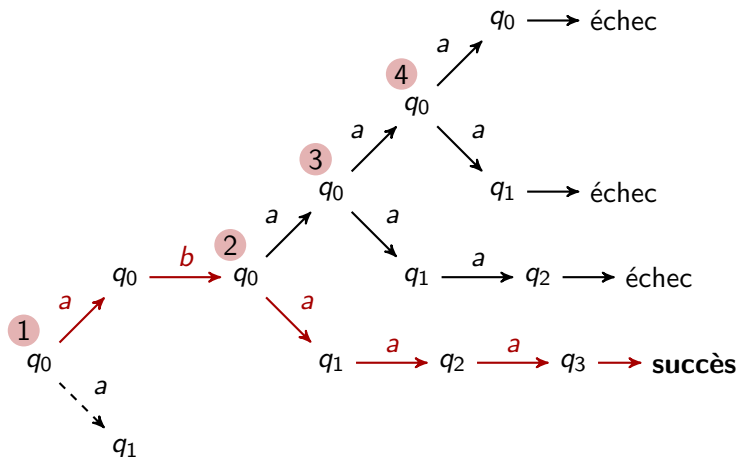 q0 échec
a
4
q0
a a
3
q0 q1 échec
a a
2
q0 b q0 q1 a q2 échec
a a
1
q0 q1 a q2 a q3 succès
a
q1